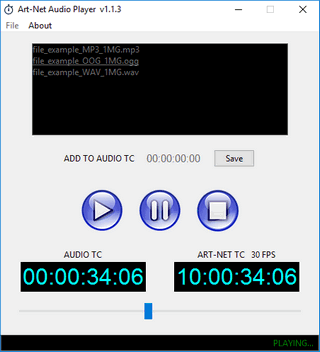 Art-Net Audio Player v1.1.3
File About
file_example_MP3_1MG.mp3
file_example_OOG_1MG.ogg
file_example_WAV_1MG.wav
ADD TO AUDIO TC 00:00:00:00 Save
AUDIO TC ART-NET TC 30 FPS
00:00:34:06 10:00:34:06
PLAYING...